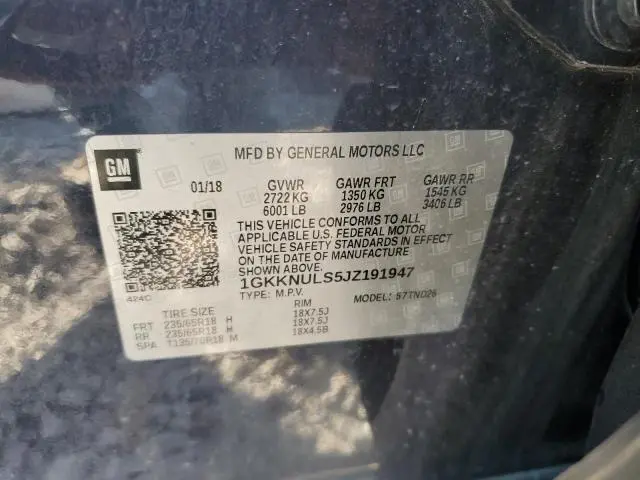 GM
MFD BY GENERAL MOTORS LLC
01/18 GVWR GAWR FRT GAWR RR
2722 KG 1350 KG 1545 KG
6001 LB 2976 LB 3406 LB
THIS VEHICLE CONFORMS TO ALL
APPLICABLE U.S. FEDERAL MOTOR
VEHICLE SAFETY STANDARDS IN EFFECT
ON THE DATE OF MANUFACTURE
SHOWN ABOVE.
1GKKNULS5JZ191947
424C TYPE: M.P.V. MODEL: 57TND26
TIRE SIZE RIM
FRT 235/65R18 H 18X7.5J
RR 235/65R18 H 18X7.5J
SPA T135/70R18 M 18X4.5B